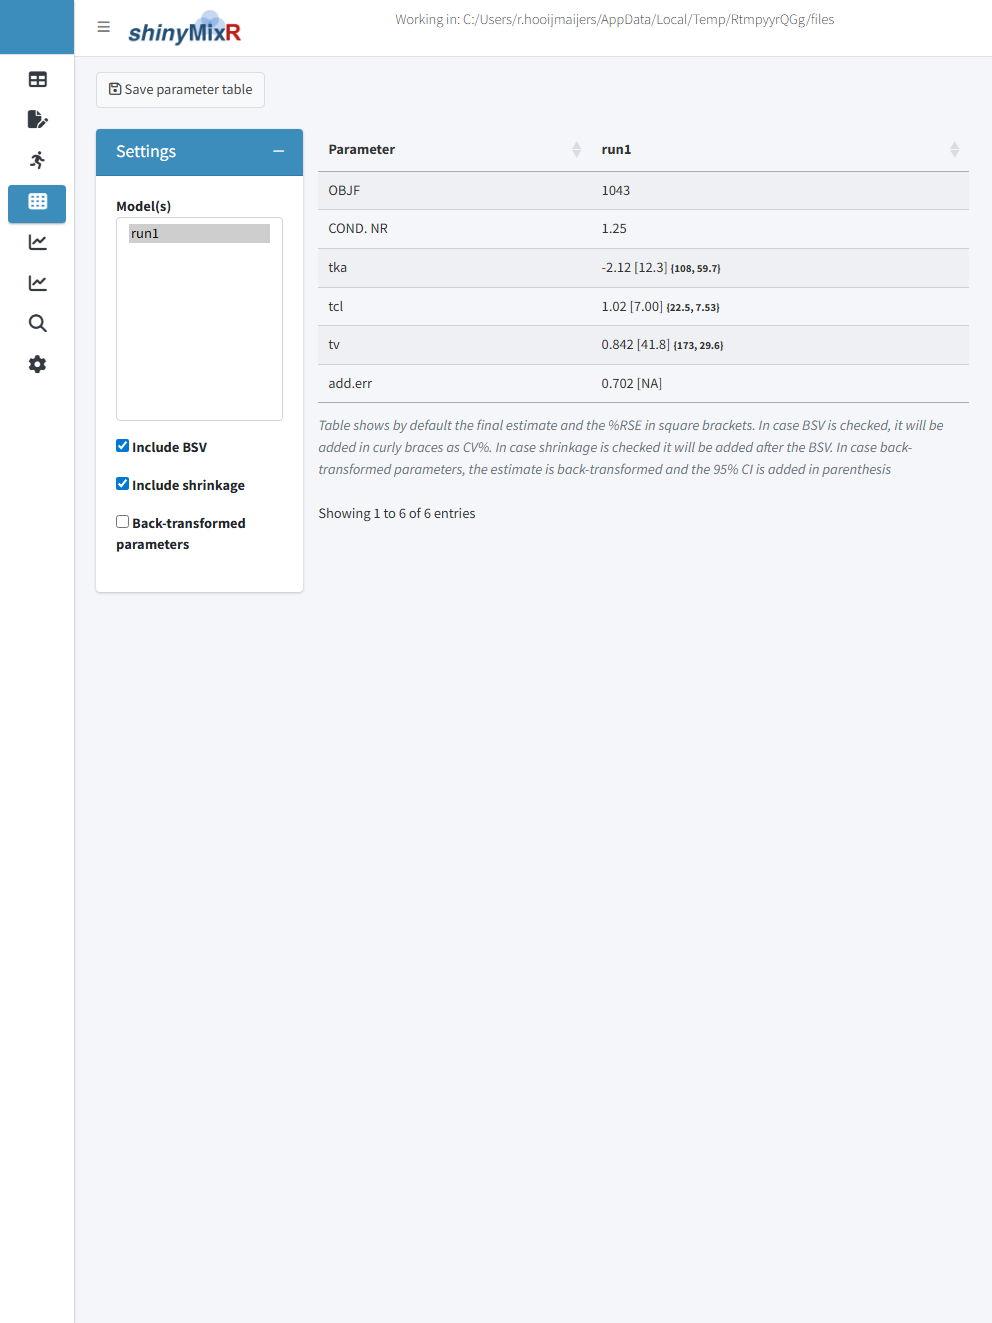 shinyMixR
Working in: C:/Users/r.hooijmaijers/AppData/Local/Temp/RtmpyyrQGg/files
Save parameter table
Settings
Model(s)
run1
Include BSV
Include shrinkage
Back-transformed
parameters
Parameter run1
OBJF 1043
COND. NR 1.25
tka -2.12 [12.3] {108, 59.7}
tcl 1.02 [7.00] {22.5, 7.53}
tv 0.842 [41.8] {173, 29.6}
add.err 0.702 [NA]
Table shows by default the final estimate and the %RSE in square brackets. In case BSV is checked, it will be
added in curly braces as CV%. In case shrinkage is checked it will be added after the BSV. In case back-
transformed parameters, the estimate is back-transformed and the 95% CI is added in parenthesis
Showing 1 to 6 of 6 entries